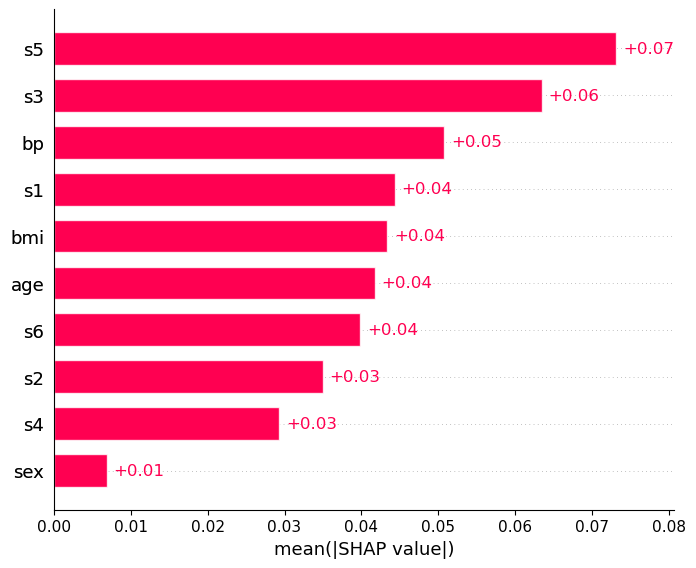 s5 +0.07
s3 +0.06
bp +0.05
s1 +0.04
bmi +0.04
age +0.04
s6 +0.04
s2 +0.03
s4 +0.03
sex +0.01
0.00 0.01 0.02 0.03 0.04 0.05 0.06 0.07 0.08
mean(|SHAP value|)